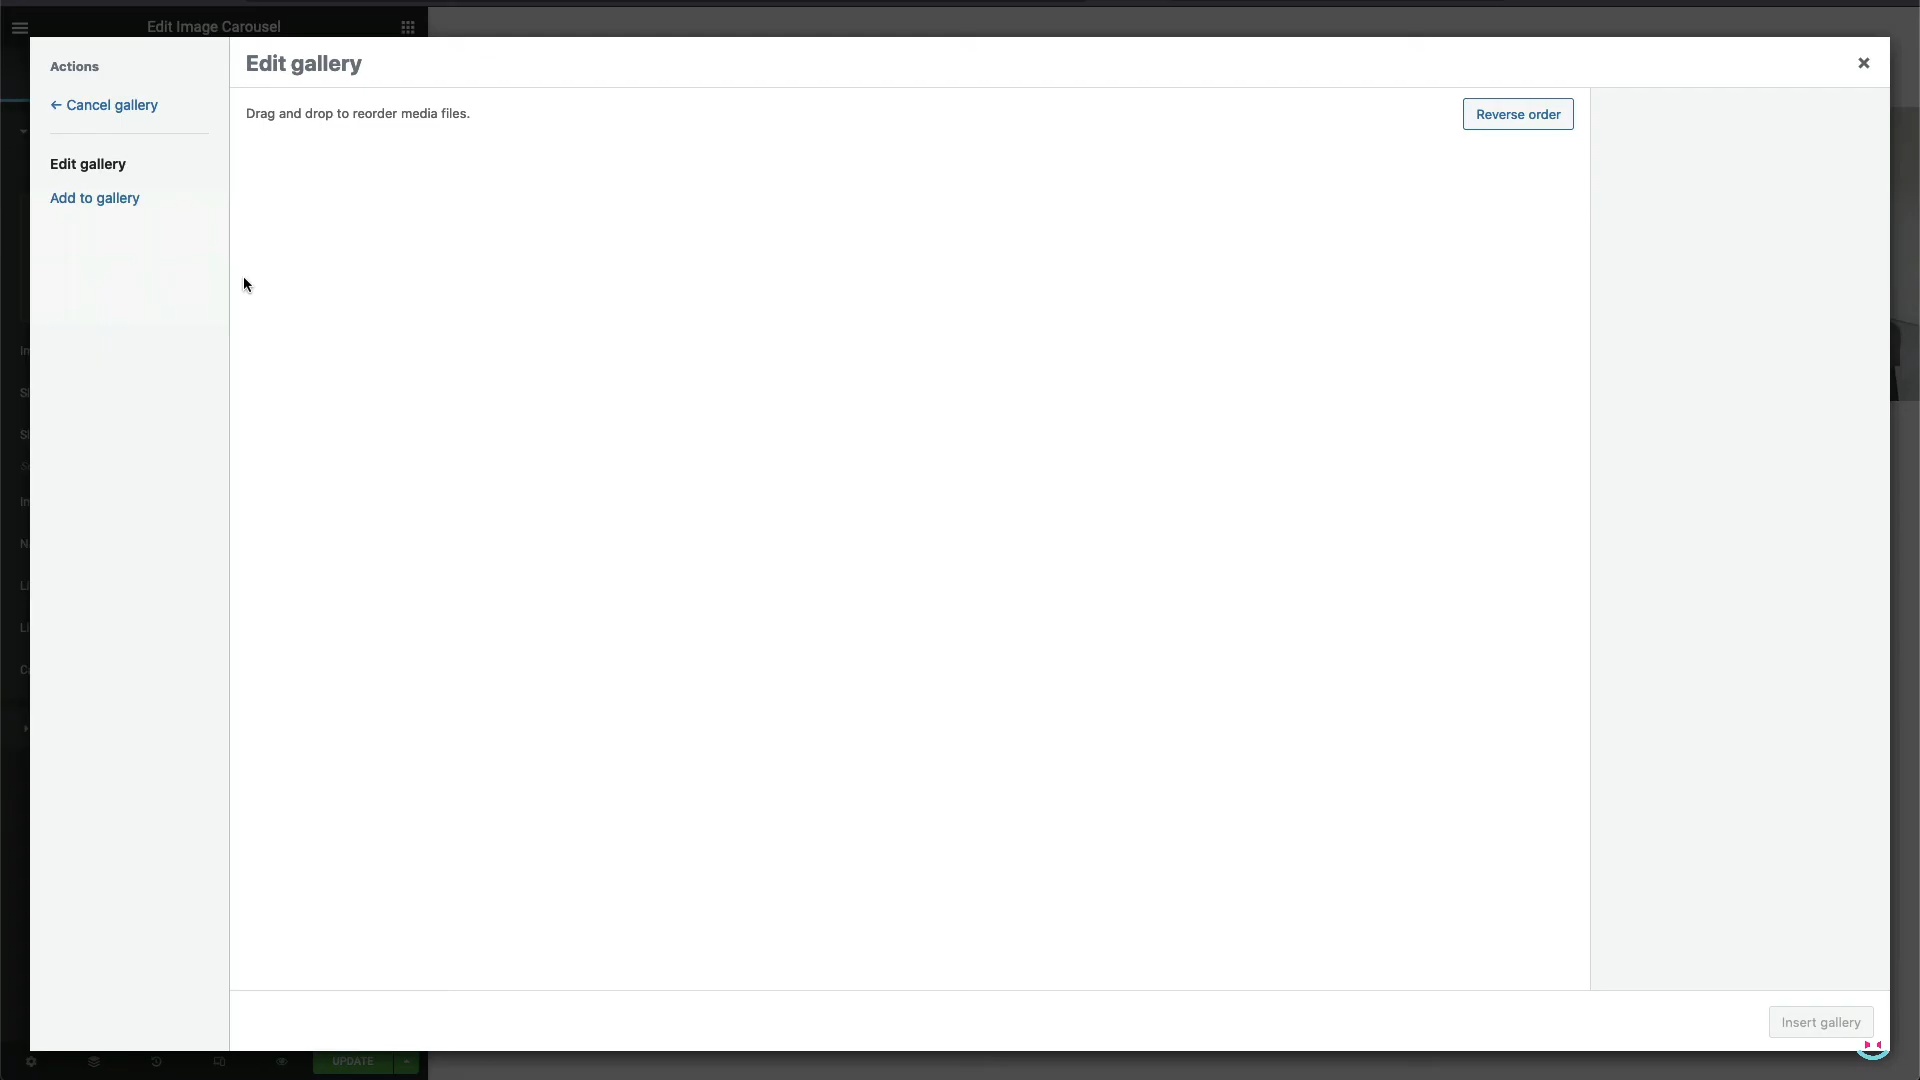 Edit Image Carousel
Actions
Edit gallery
← Cancel gallery
Drag and drop to reorder media files.
Reverse order
Edit gallery
Add to gallery
Insert gallery
UPDATE